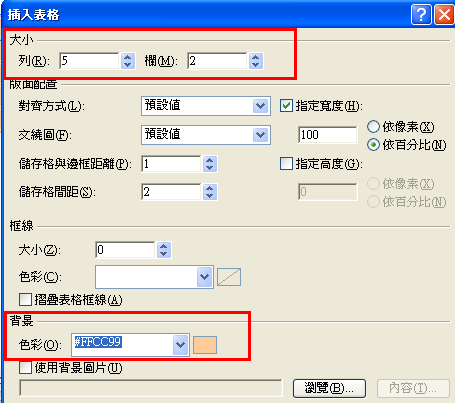 插入表格
大小
列(R): 5 欄(M): 2
版面配置
對齊方式(L): 預設值 指定寬度(H):
文繞圖(F): 預設值 100 依像素(X)
依百分比(N)
儲存格與邊框距離(P): 1 指定高度(G):
儲存格間距(S): 2 0 依像素(X)
依百分比(N)
框線
大小(Z): 0
色彩(C):
摺疊表格框線(A)
背景
色彩(O): #FFCC99
使用背景圖片(U)
瀏覽(B)... 內容(T)...